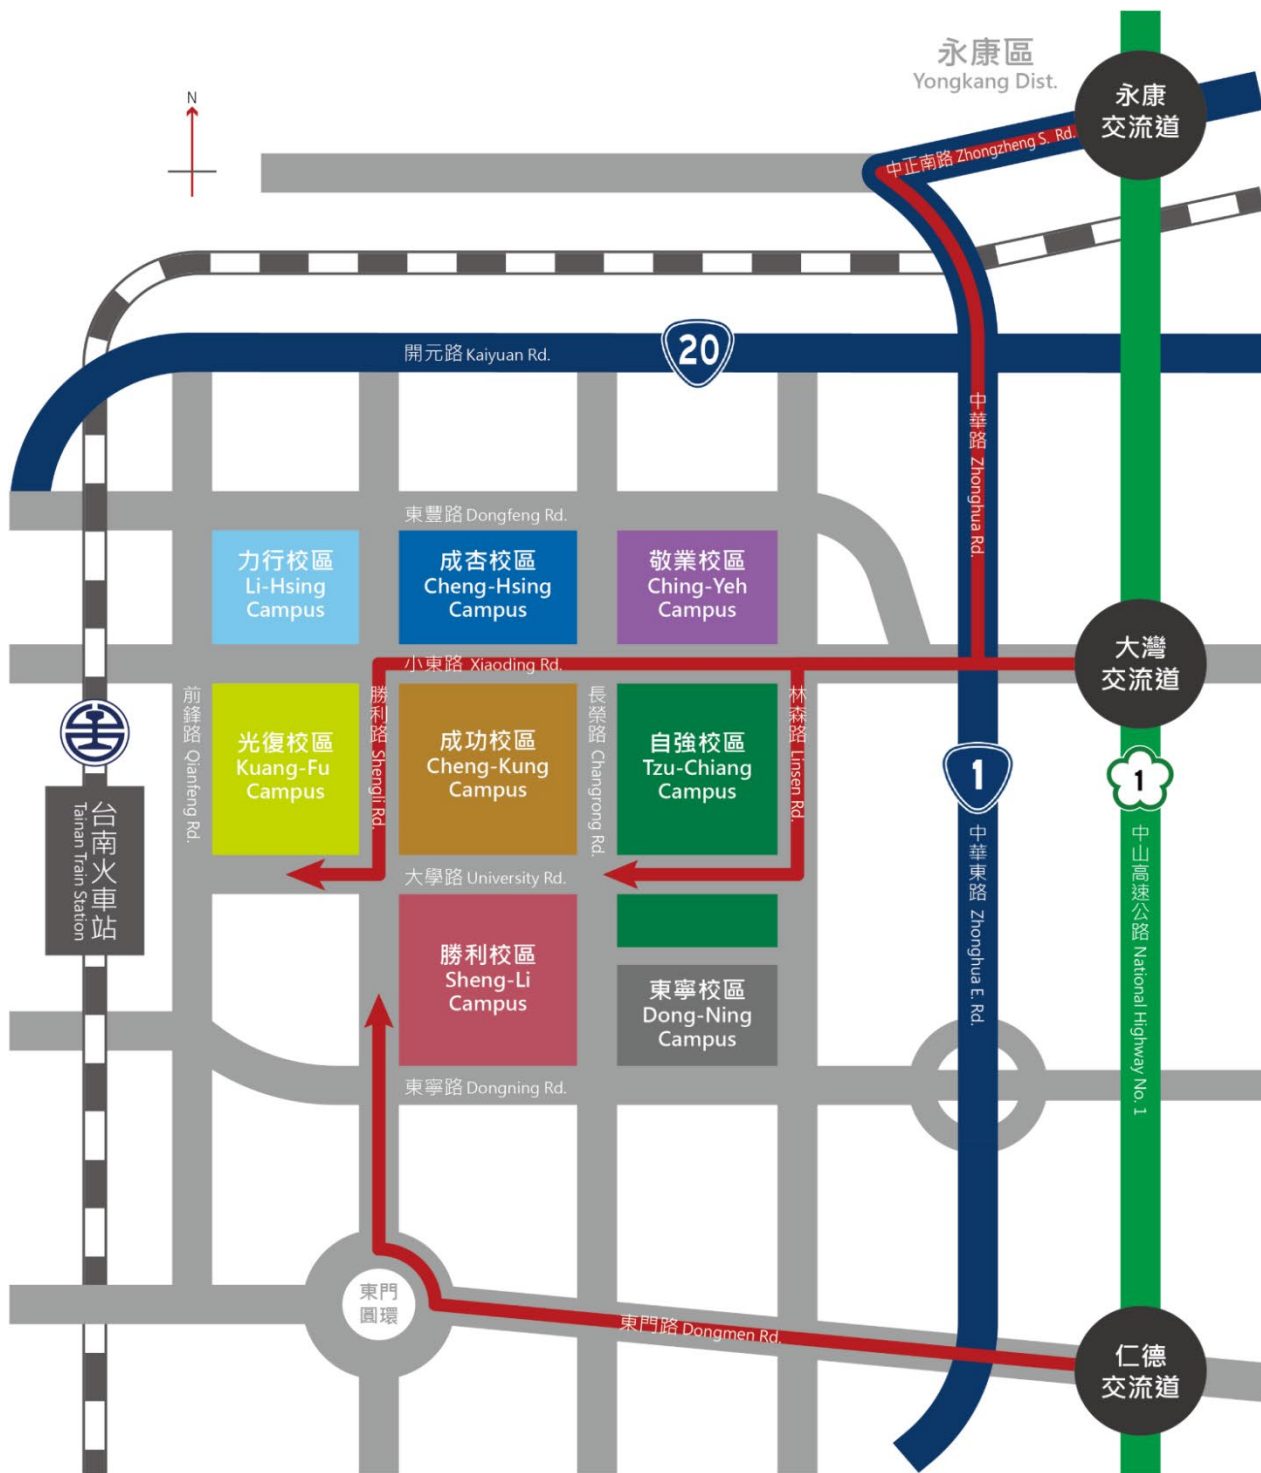 永康區
Yongkang Dist.
永康
交流道
N
中正南路 Zhongzheng S. Rd.
開元路 Kaiyuan Rd.
20
中華路 Zhonghua Rd.
東豐路 Dongfeng Rd.
力行校區
Li-Hsing
Campus
成杏校區
Cheng-Hsing
Campus
敬業校區
Ching-Yeh
Campus
小東路 Xiaoding Rd.
大灣
交流道
前鋒路 Qianfeng Rd.
光復校區
Kuang-Fu
Campus
勝利路 Shengli Rd.
成功校區
Cheng-Kung
Campus
長榮路 Changrong Rd.
自強校區
Tzu-Chiang
Campus
林森路 Linsen Rd.
1
1
台南火車站
Tainan Train Station
大學路 University Rd.
中華東路 Zhonghua E. Rd.
中山高速公路 National Highway No. 1
勝利校區
Sheng-Li
Campus
東寧校區
Dong-Ning
Campus
東寧路 Dongning Rd.
東門
圓環
東門路 Dongmen Rd.
仁德
交流道